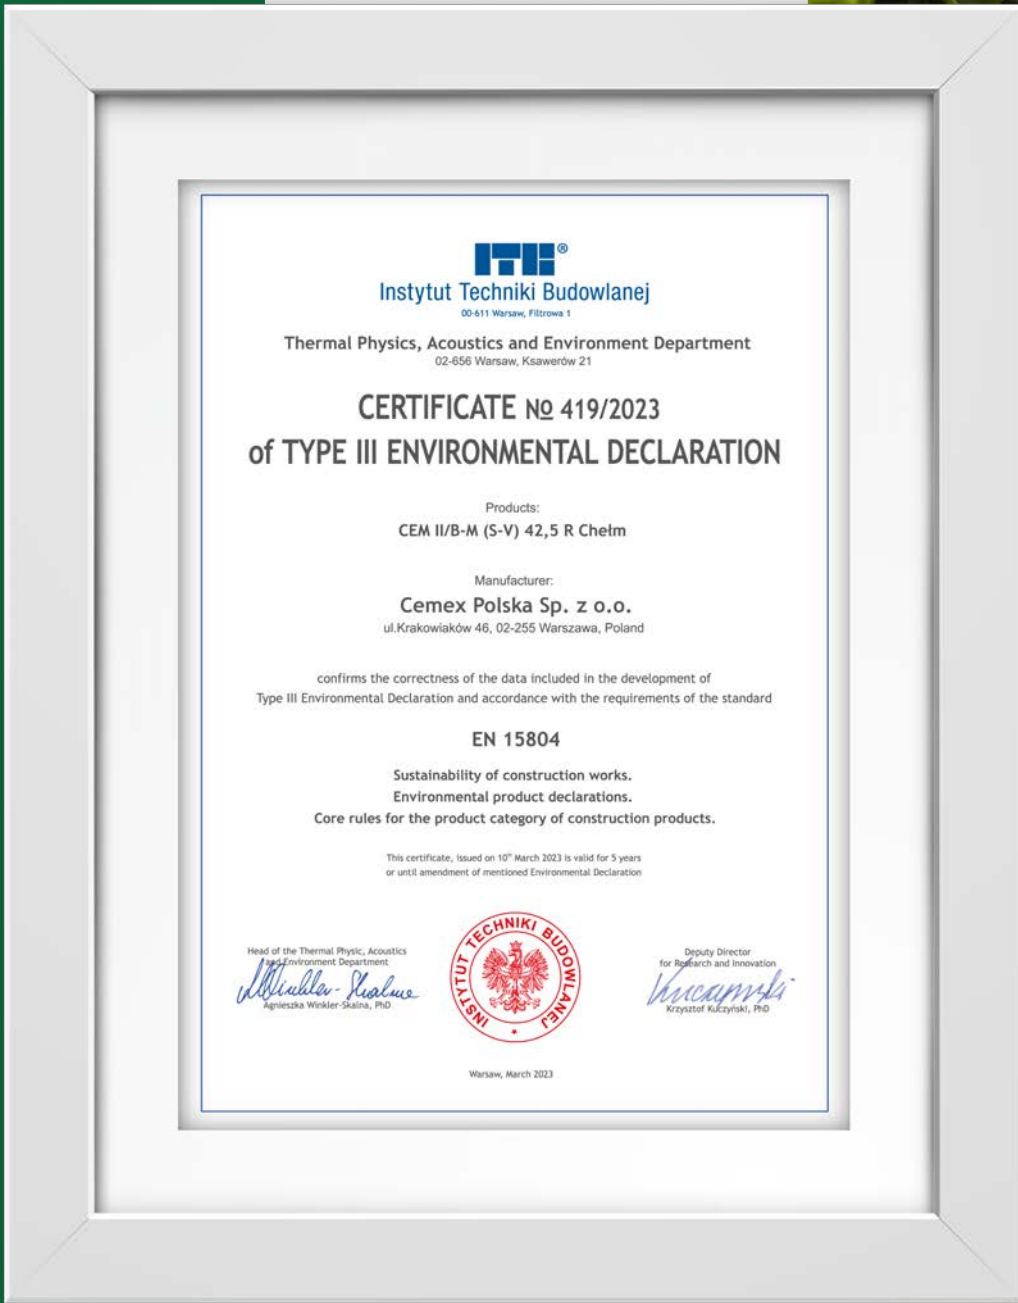 ITB®
Instytut Techniki Budowlanej
00-611 Warsaw, Filtrowa 1
Thermal Physics, Acoustics and Environment Department
02-656 Warsaw, Ksawerów 21
CERTIFICATE № 419/2023
of TYPE III ENVIRONMENTAL DECLARATION
Products:
CEM II/B-M (S-V) 42,5 R Chełm
Manufacturer:
Cemex Polska Sp. z o.o.
ul.Krakowiaków 46, 02-255 Warszawa, Poland
confirms the correctness of the data included in the development of
Type III Environmental Declaration and accordance with the requirements of the standard
EN 15804
Sustainability of construction works.
Environmental product declarations.
Core rules for the product category of construction products.
This certificate, issued on 10th March 2023 is valid for 5 years
or until amendment of mentioned Environmental Declaration
Head of the Thermal Physic, Acoustics
and Environment Department
Agnieszka Winkler-Skalna, PhD
INSTYTUT TECHNIKI BUDOWLANEJ
Deputy Director
for Research and Innovation
Krzysztof Kuczyński, PhD
Warsaw, March 2023